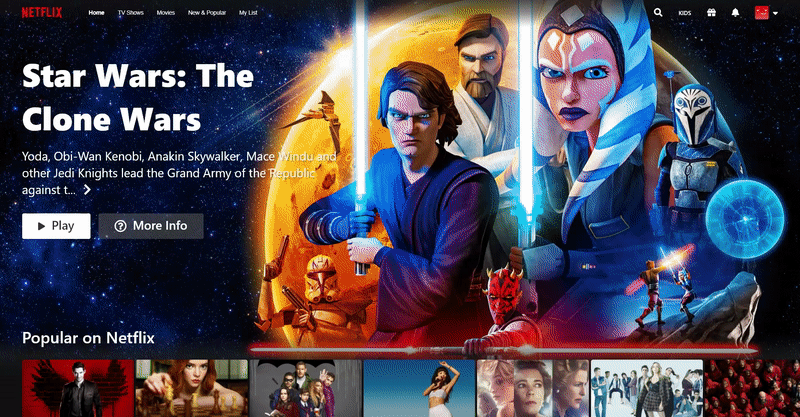 NETFLIX Home TV Shows Movies New & Popular My List KIDS
Star Wars: The
Clone Wars
Yoda, Obi-Wan Kenobi, Anakin Skywalker, Mace Windu and
other Jedi Knights lead the Grand Army of the Republic
against t...
Play More Info
Popular on Netflix